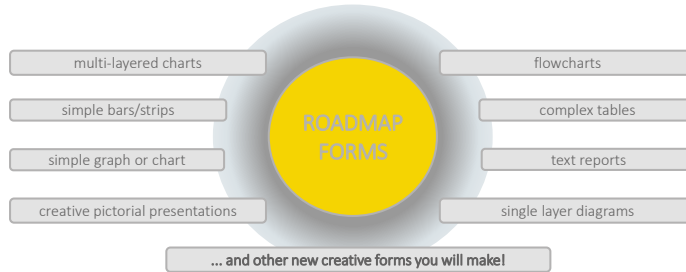 multi-layered charts
simple bars/strips
simple graph or chart
creative pictorial presentations
ROADMAP
FORMS
flowcharts
complex tables
text reports
single layer diagrams
... and other new creative forms you will make!